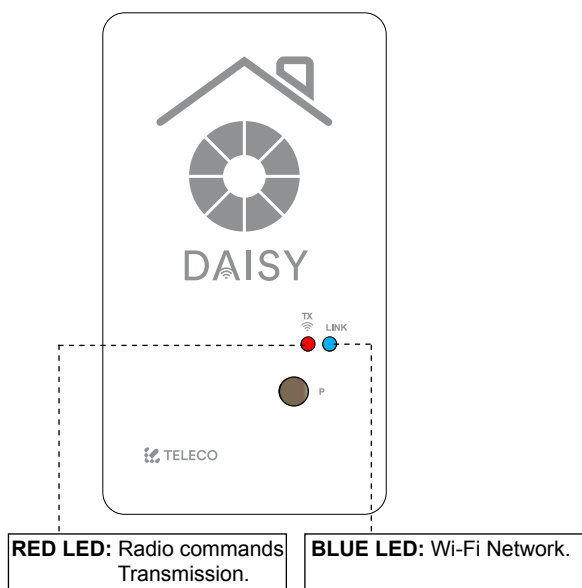 DAISY
TX
LINK
P
TELECO
RED LED: Radio commands
Transmission.
BLUE LED: Wi-Fi Network.